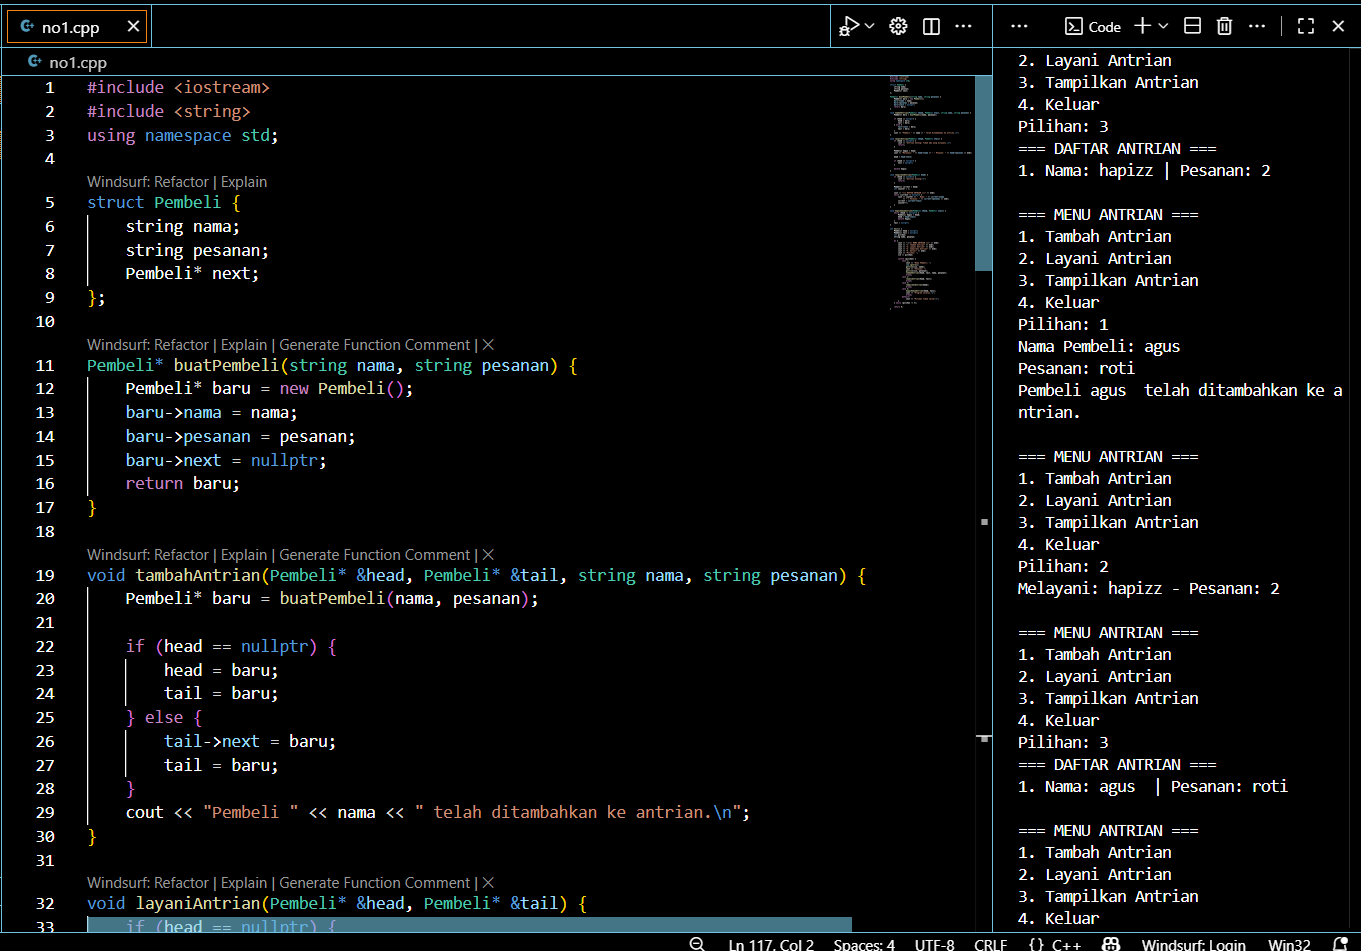 no1.cpp
no1.cpp
Code
1 #include <iostream>
2 #include <string>
3 using namespace std;
4
Windsurf: Refactor | Explain
5 struct Pembeli {
6 string nama;
7 string pesanan;
8 Pembeli* next;
9 };
10
Windsurf: Refactor | Explain | Generate Function Comment | X
11 Pembeli* buatPembeli(string nama, string pesanan) {
12 Pembeli* baru = new Pembeli();
13 baru->nama = nama;
14 baru->pesanan = pesanan;
15 baru->next = nullptr;
16 return baru;
17 }
18
Windsurf: Refactor | Explain | Generate Function Comment | X
19 void tambahAntrian(Pembeli* &head, Pembeli* &tail, string nama, string pesanan) {
20 Pembeli* baru = buatPembeli(nama, pesanan);
21
22 if (head == nullptr) {
23 head = baru;
24 tail = baru;
25 } else {
26 tail->next = baru;
27 tail = baru;
28 }
29 cout << "Pembeli " << nama << " telah ditambahkan ke antrian.\n";
30 }
31
Windsurf: Refactor | Explain | Generate Function Comment | X
32 void layaniAntrian(Pembeli* &head, Pembeli* &tail) {
33 if (head == nullptr) {
2. Layani Antrian
3. Tampilkan Antrian
4. Keluar
Pilihan: 3
=== DAFTAR ANTRIAN ===
1. Nama: hapizz | Pesanan: 2
=== MENU ANTRIAN ===
1. Tambah Antrian
2. Layani Antrian
3. Tampilkan Antrian
4. Keluar
Pilihan: 1
Nama Pembeli: agus
Pesanan: roti
Pembeli agus  telah ditambahkan ke a
ntrian.
=== MENU ANTRIAN ===
1. Tambah Antrian
2. Layani Antrian
3. Tampilkan Antrian
4. Keluar
Pilihan: 2
Melayani: hapizz - Pesanan: 2
=== MENU ANTRIAN ===
1. Tambah Antrian
2. Layani Antrian
3. Tampilkan Antrian
4. Keluar
Pilihan: 3
=== DAFTAR ANTRIAN ===
1. Nama: agus  | Pesanan: roti
=== MENU ANTRIAN ===
1. Tambah Antrian
2. Layani Antrian
3. Tampilkan Antrian
4. Keluar
Ln 117, Col 2 Spaces: 4 UTF-8 CRLF {} C++ Windsurf: Login Win32